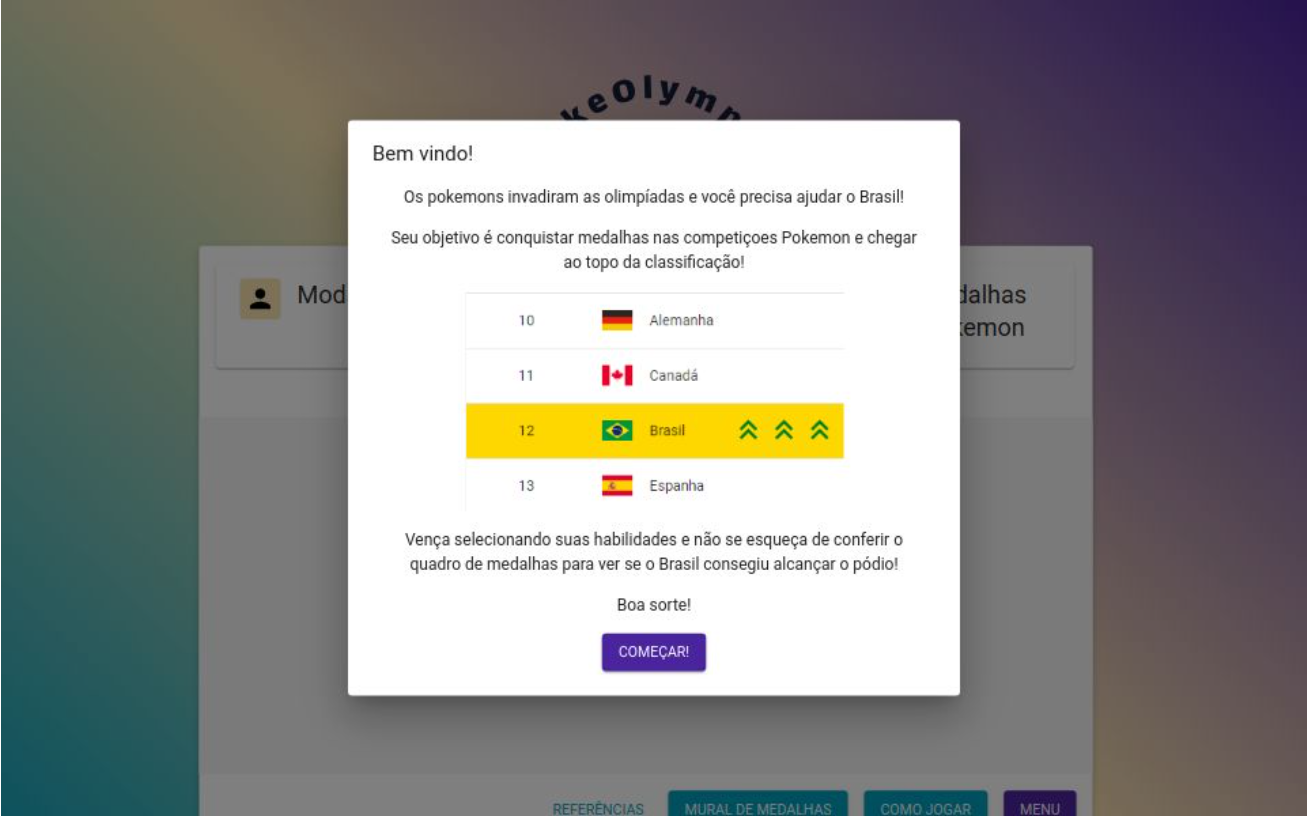 keOlymp
Bem vindo!
Os pokemons invadiram as olimpíadas e você precisa ajudar o Brasil!
Seu objetivo é conquistar medalhas nas competiçoes Pokemon e chegar
ao topo da classificação!
Mod
dalhas
kemon
10 Alemanha
11 Canadá
12 Brasil
13 Espanha
Vença selecionando suas habilidades e não se esqueça de conferir o
quadro de medalhas para ver se o Brasil consegiu alcançar o pódio!
Boa sorte!
COMEÇAR!
REFERÊNCIAS MURAL DE MEDALHAS COMO JOGAR MENU